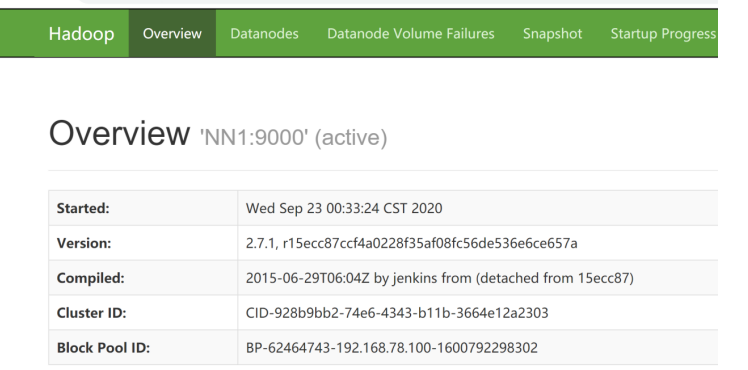 Hadoop Overview Datanodes Datanode Volume Failures Snapshot Startup Progress
Overview 'NN1:9000' (active)
Started: Wed Sep 23 00:33:24 CST 2020
Version: 2.7.1, r15ecc87ccf4a0228f35af08fc56de536e6ce657a
Compiled: 2015-06-29T06:04Z by jenkins from (detached from 15ecc87)
Cluster ID: CID-928b9bb2-74e6-4343-b11b-3664e12a2303
Block Pool ID: BP-62464743-192.168.78.100-1600792298302